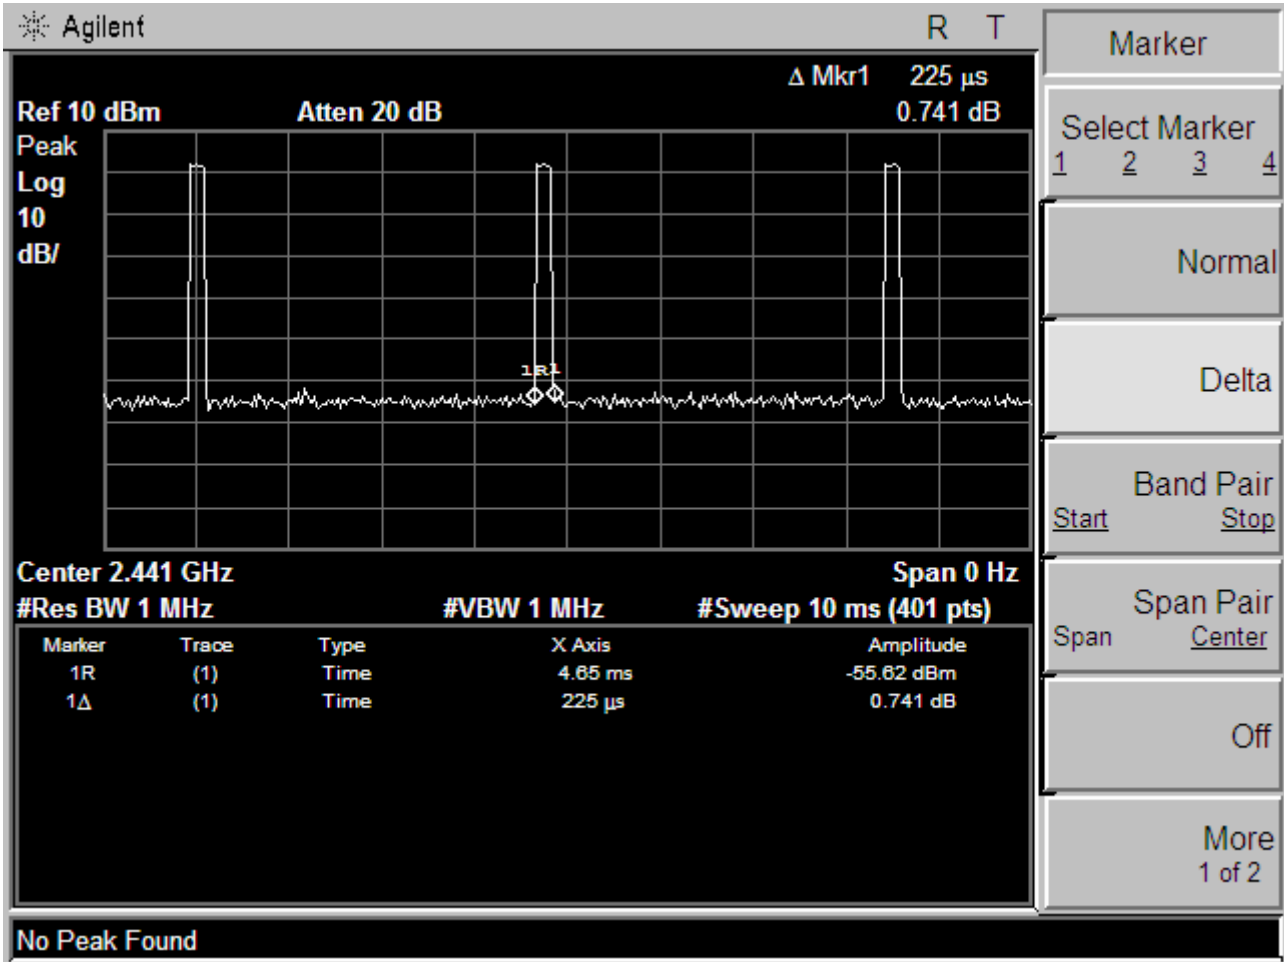 Agilent R T
Δ Mkr1 225 µs
Ref 10 dBm Atten 20 dB 0.741 dB
Peak
Log
10
dB/
1R 1
Center 2.441 GHz Span 0 Hz
#Res BW 1 MHz #VBW 1 MHz #Sweep 10 ms (401 pts)
Marker Trace Type X Axis Amplitude
1R (1) Time 4.65 ms -55.62 dBm
1Δ (1) Time 225 µs 0.741 dB
No Peak Found
Marker
Select Marker
1 2 3 4
Normal
Delta
Band Pair
Start Stop
Span Pair
Span Center
Off
More
1 of 2